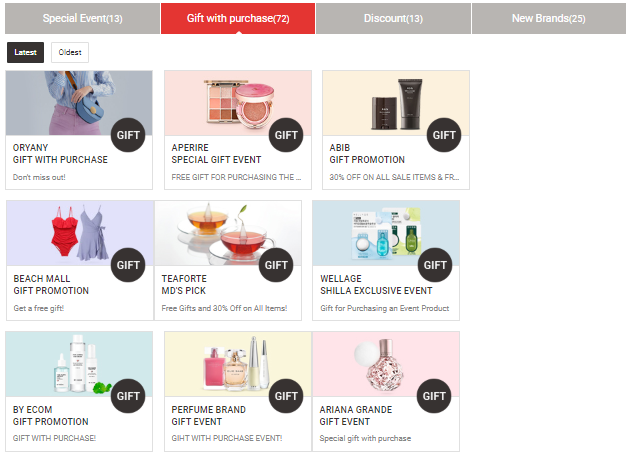 Special Event(13)
Gift with purchase(72)
Discount(13)
New Brands(25)
Latest
Oldest
GIFT
ORYANY
GIFT WITH PURCHASE
Don't miss out!
GIFT
APERIRE
SPECIAL GIFT EVENT
FREE GIFT FOR PURCHASING THE ...
GIFT
ABIB
GIFT PROMOTION
30% OFF ON ALL SALE ITEMS & FR...
GIFT
BEACH MALL
GIFT PROMOTION
Get a free gift!
GIFT
TEAFORTE
MD'S PICK
Free Gifts and 30% Off on All Items!
GIFT
WELLAGE
SHILLA EXCLUSIVE EVENT
Gift for Purchasing an Event Product
GIFT
BY ECOM
GIFT PROMOTION
GIFT WITH PURCHASE!
GIFT
PERFUME BRAND
GIFT EVENT
GIHT WITH PURCHASE EVENT!
GIFT
ARIANA GRANDE
GIFT EVENT
Special gift with purchase